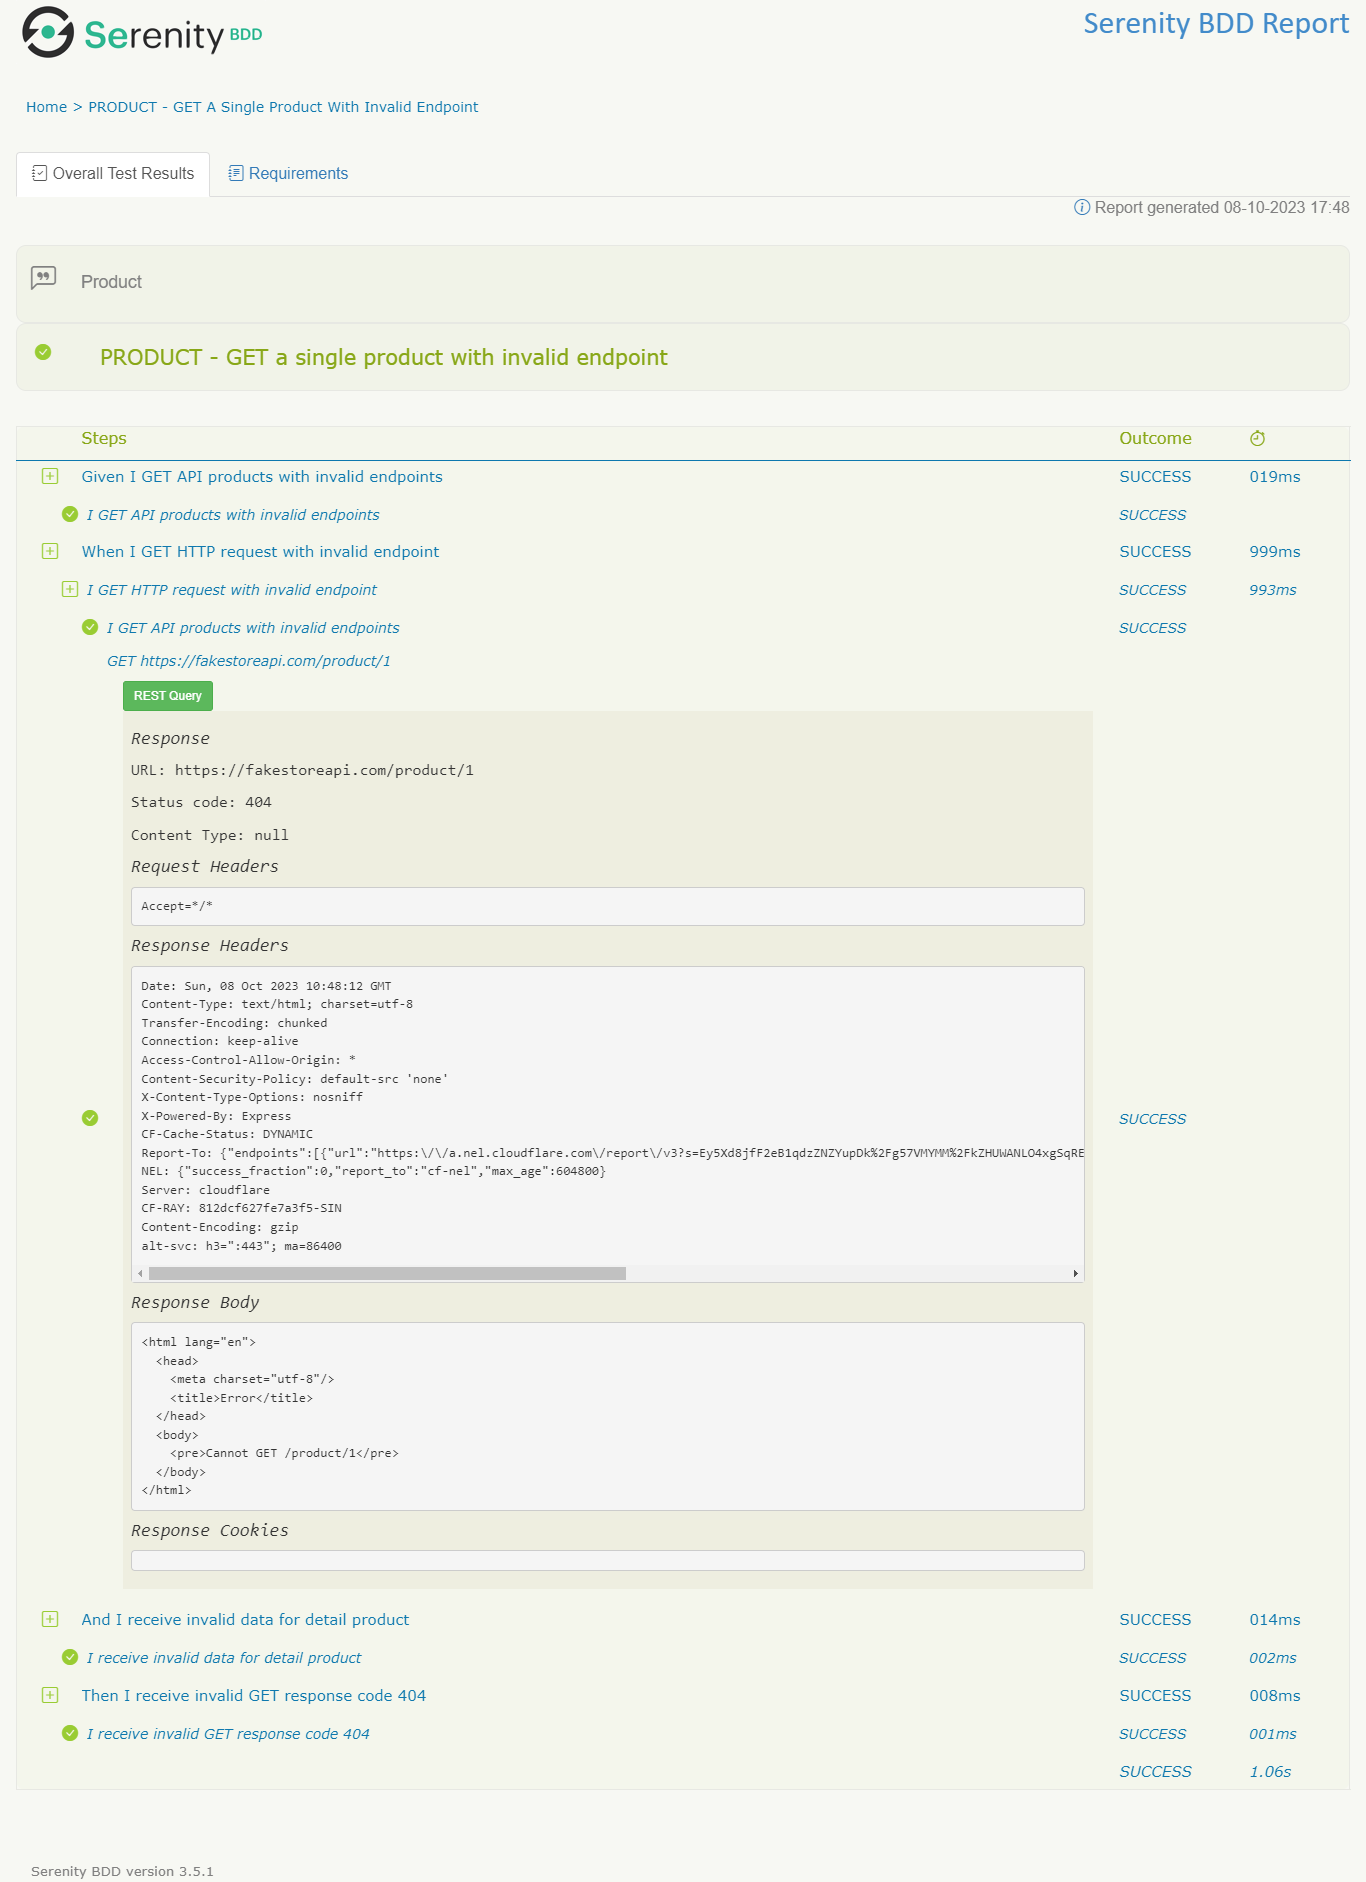 Serenity BDD
Serenity BDD Report
Home > PRODUCT - GET A Single Product With Invalid Endpoint
Overall Test Results
Requirements
Report generated 08-10-2023 17:48
Product
PRODUCT - GET a single product with invalid endpoint
Steps Outcome
Given I GET API products with invalid endpoints SUCCESS 019ms
I GET API products with invalid endpoints SUCCESS
When I GET HTTP request with invalid endpoint SUCCESS 999ms
I GET HTTP request with invalid endpoint SUCCESS 993ms
I GET API products with invalid endpoints SUCCESS
GET https://fakestoreapi.com/product/1
REST Query
Response
URL: https://fakestoreapi.com/product/1
Status code: 404
Content Type: null
Request Headers
Accept=*/*
Response Headers
Date: Sun, 08 Oct 2023 10:48:12 GMT
Content-Type: text/html; charset=utf-8
Transfer-Encoding: chunked
Connection: keep-alive
Access-Control-Allow-Origin: *
Content-Security-Policy: default-src 'none'
X-Content-Type-Options: nosniff
X-Powered-By: Express
SUCCESS
CF-Cache-Status: DYNAMIC
Report-To: {"endpoints":[{"url":"https:\/\/a.nel.cloudflare.com\/report\/v3?s=Ey5Xd8jfF2eB1qdzZNZYupDk%2Fg57VMYMM%2FkZHUWANLO4xgSqRE
NEL: {"success_fraction":0,"report_to":"cf-nel","max_age":604800}
Server: cloudflare
CF-RAY: 812dcf627fe7a3f5-SIN
Content-Encoding: gzip
alt-svc: h3=":443"; ma=86400
Response Body
<html lang="en">
  <head>
    <meta charset="utf-8"/>
    <title>Error</title>
  </head>
  <body>
    <pre>Cannot GET /product/1</pre>
  </body>
</html>
Response Cookies
And I receive invalid data for detail product SUCCESS 014ms
I receive invalid data for detail product SUCCESS 002ms
Then I receive invalid GET response code 404 SUCCESS 008ms
I receive invalid GET response code 404 SUCCESS 001ms
SUCCESS 1.06s
Serenity BDD version 3.5.1